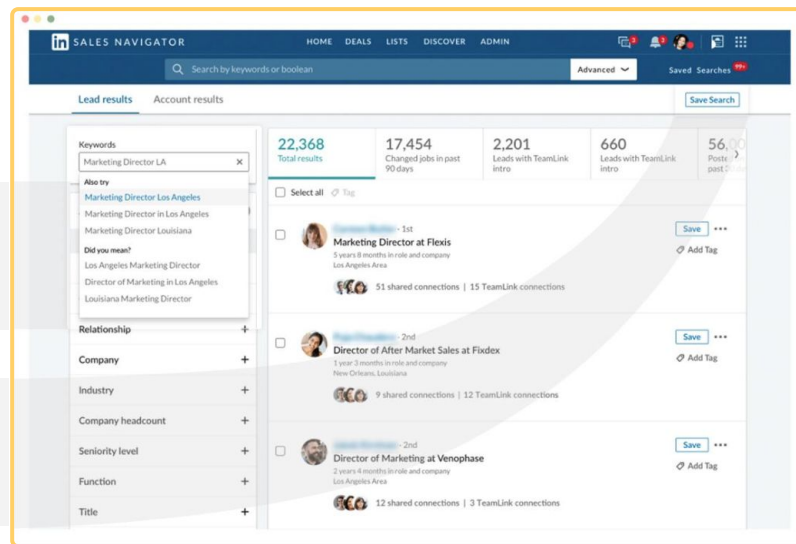 in SALES NAVIGATOR
HOME DEALS LISTS DISCOVER ADMIN
3
3
Search by keywords or boolean
Advanced
Saved Searches 99+
Lead results Account results
Save Search
Keywords
Marketing Director LA ×
Also try
Marketing Director Los Angeles
Marketing Director in Los Angeles
Marketing Director Louisiana
Did you mean?
Los Angeles Marketing Director
Director of Marketing in Los Angeles
Louisiana Marketing Director
Relationship +
Company +
Industry +
Company headcount +
Seniority level +
Function +
Title +
22,368
Total results
17,454
Changed jobs in past
90 days
2,201
Leads with TeamLink
intro
660
Leads with TeamLink
intro
past
Select all Tag
- 1st
Marketing Director at Flexis
5 years 8 months in role and company
Los Angeles Area
51 shared connections | 15 TeamLink connections
Save
Add Tag
- 2nd
Director of After Market Sales at Fixdex
1 year 3 months in role and company
New Orleans, Louisiana
9 shared connections | 12 TeamLink connections
Save
Add Tag
- 2nd
Director of Marketing at Venophase
2 years 4 months in role and company
Los Angeles Area
12 shared connections | 3 TeamLink connections
Save
Add Tag